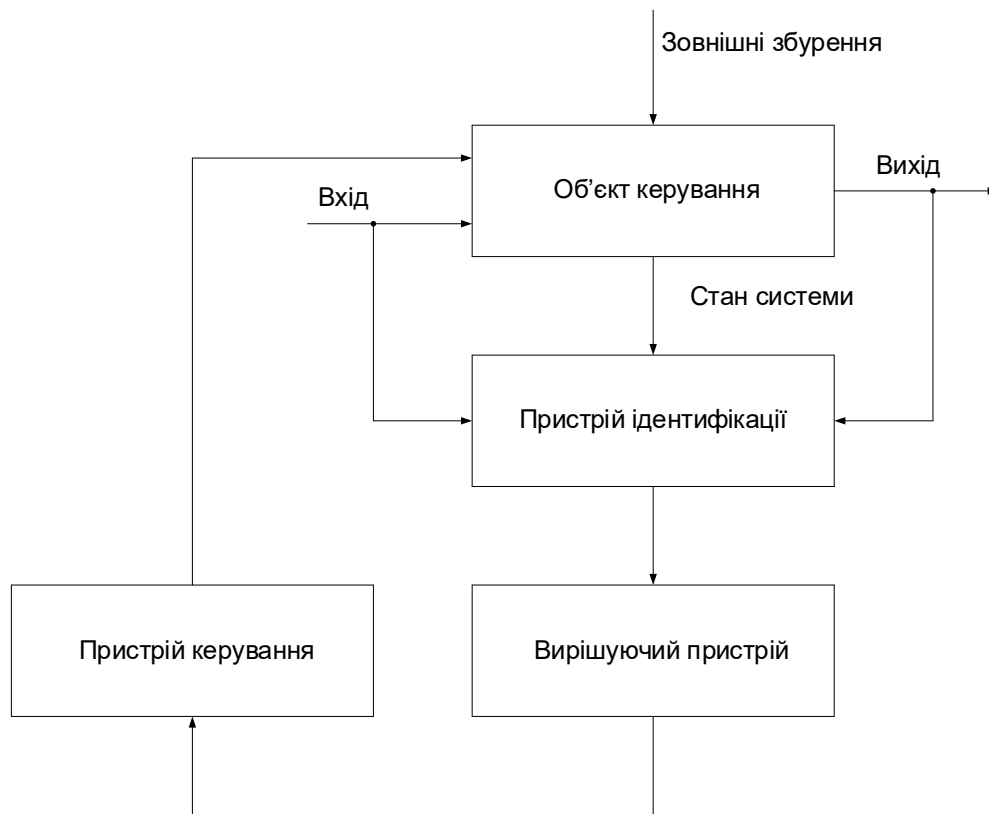 Зовнішні збурення
Об’єкт керування
Вихід
Вхід
Стан системи
Пристрій ідентифікації
Пристрій керування
Вирішуючий пристрій